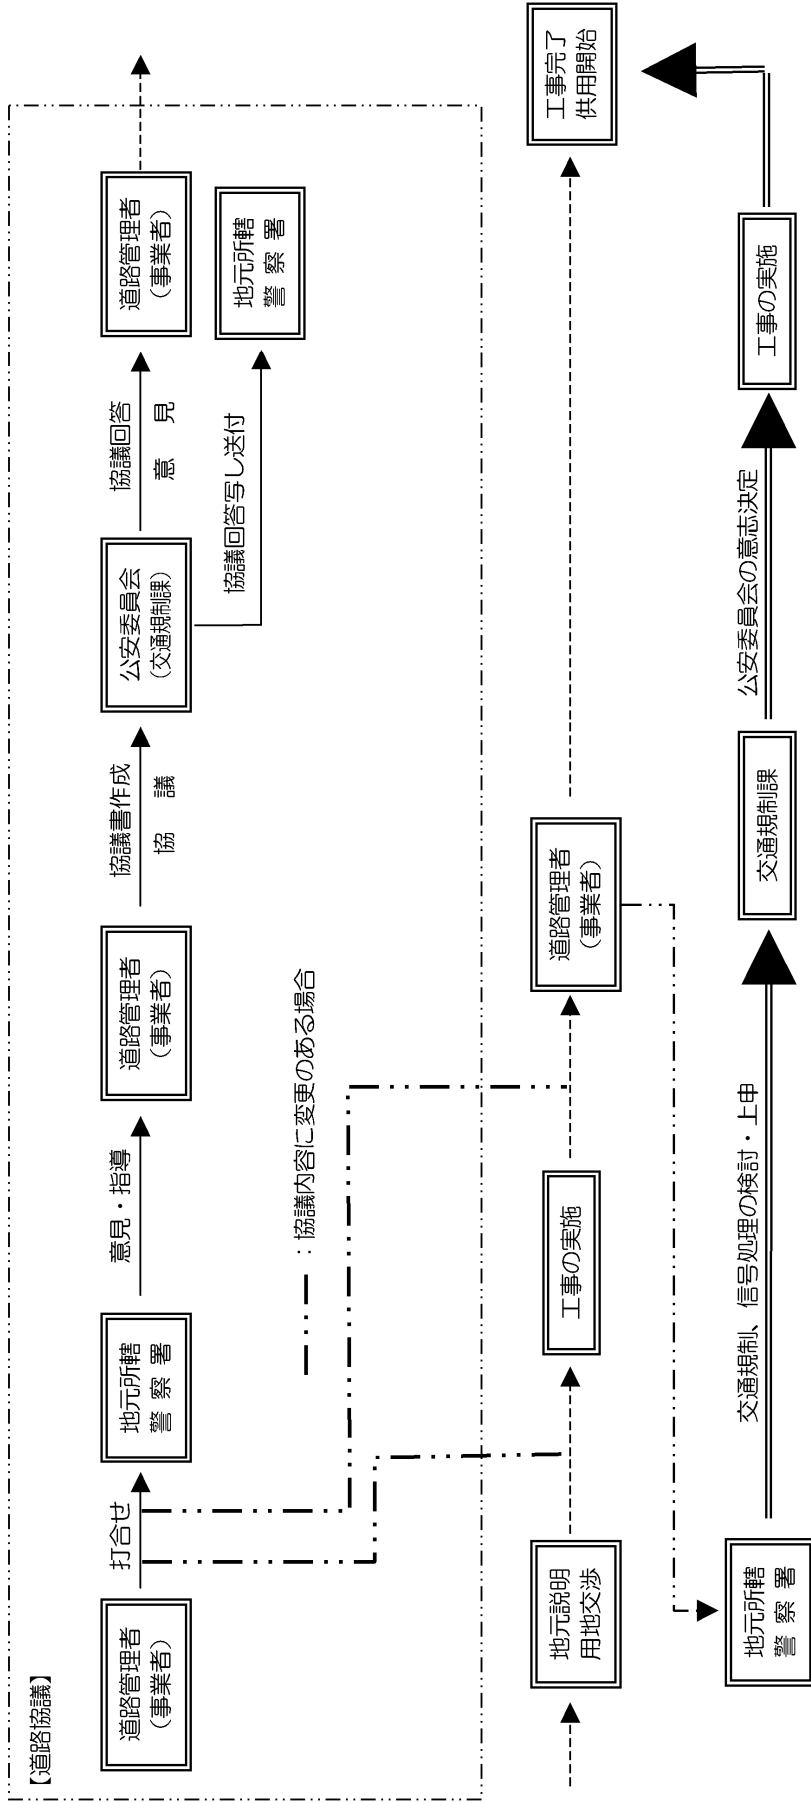 【道路協議】
道路管理者
（事業者）
打合せ
地元所轄
警察署
意見・指導
道路管理者
（事業者）
協議書作成
協議
公安委員会
（交通規制課）
協議回答
意見
道路管理者
（事業者）
協議回答写し送付
地元所轄
警察署
：協議内容に変更のある場合
地元説明
用地交渉
工事の実施
道路管理者
（事業者）
工事完了
供用開始
地元所轄
警察署
交通規制、信号処理の検討・上申
交通規制課
公安委員会の意志決定
工事の実施